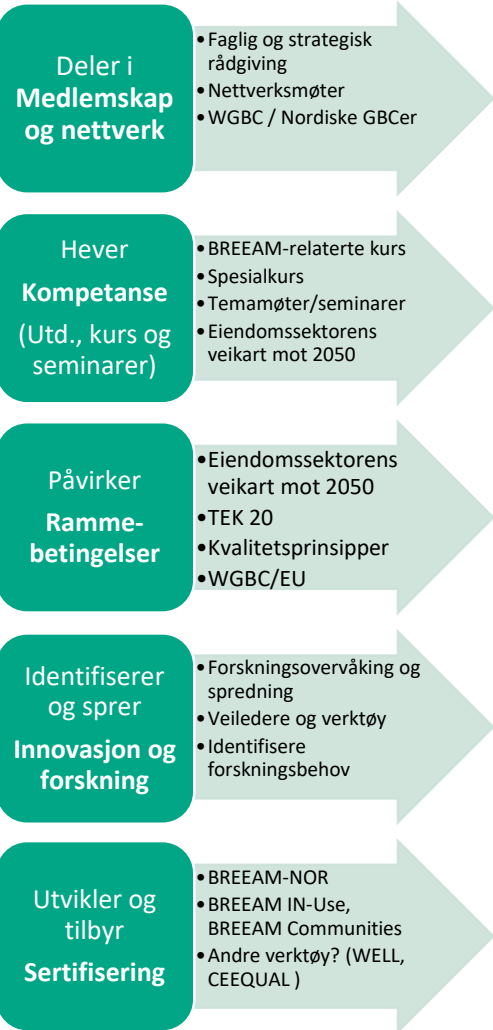 Deler i
Medlemskap
og nettverk
•Faglig og strategisk
rådgiving
•Nettverksmøter
•WGBC / Nordiske GBCer
Hever
Kompetanse
(Utd., kurs og
seminarer)
•BREEAM-relaterte kurs
•Spesialkurs
•Temamøter/seminarer
•Eiendomssektorens
veikart mot 2050
Påvirker
Ramme-
betingelser
•Eiendomssektorens
veikart mot 2050
•TEK 20
•Kvalitetsprinsipper
•WGBC/EU
Identifiserer
og sprer
Innovasjon og
forskning
•Forskningsovervåking og
spredning
•Veiledere og verktøy
•Identifisere
forskningsbehov
Utvikler og
tilbyr
Sertifisering
•BREEAM-NOR
•BREEAM IN-Use,
BREEAM Communities
•Andre verktøy? (WELL,
CEEQUAL )